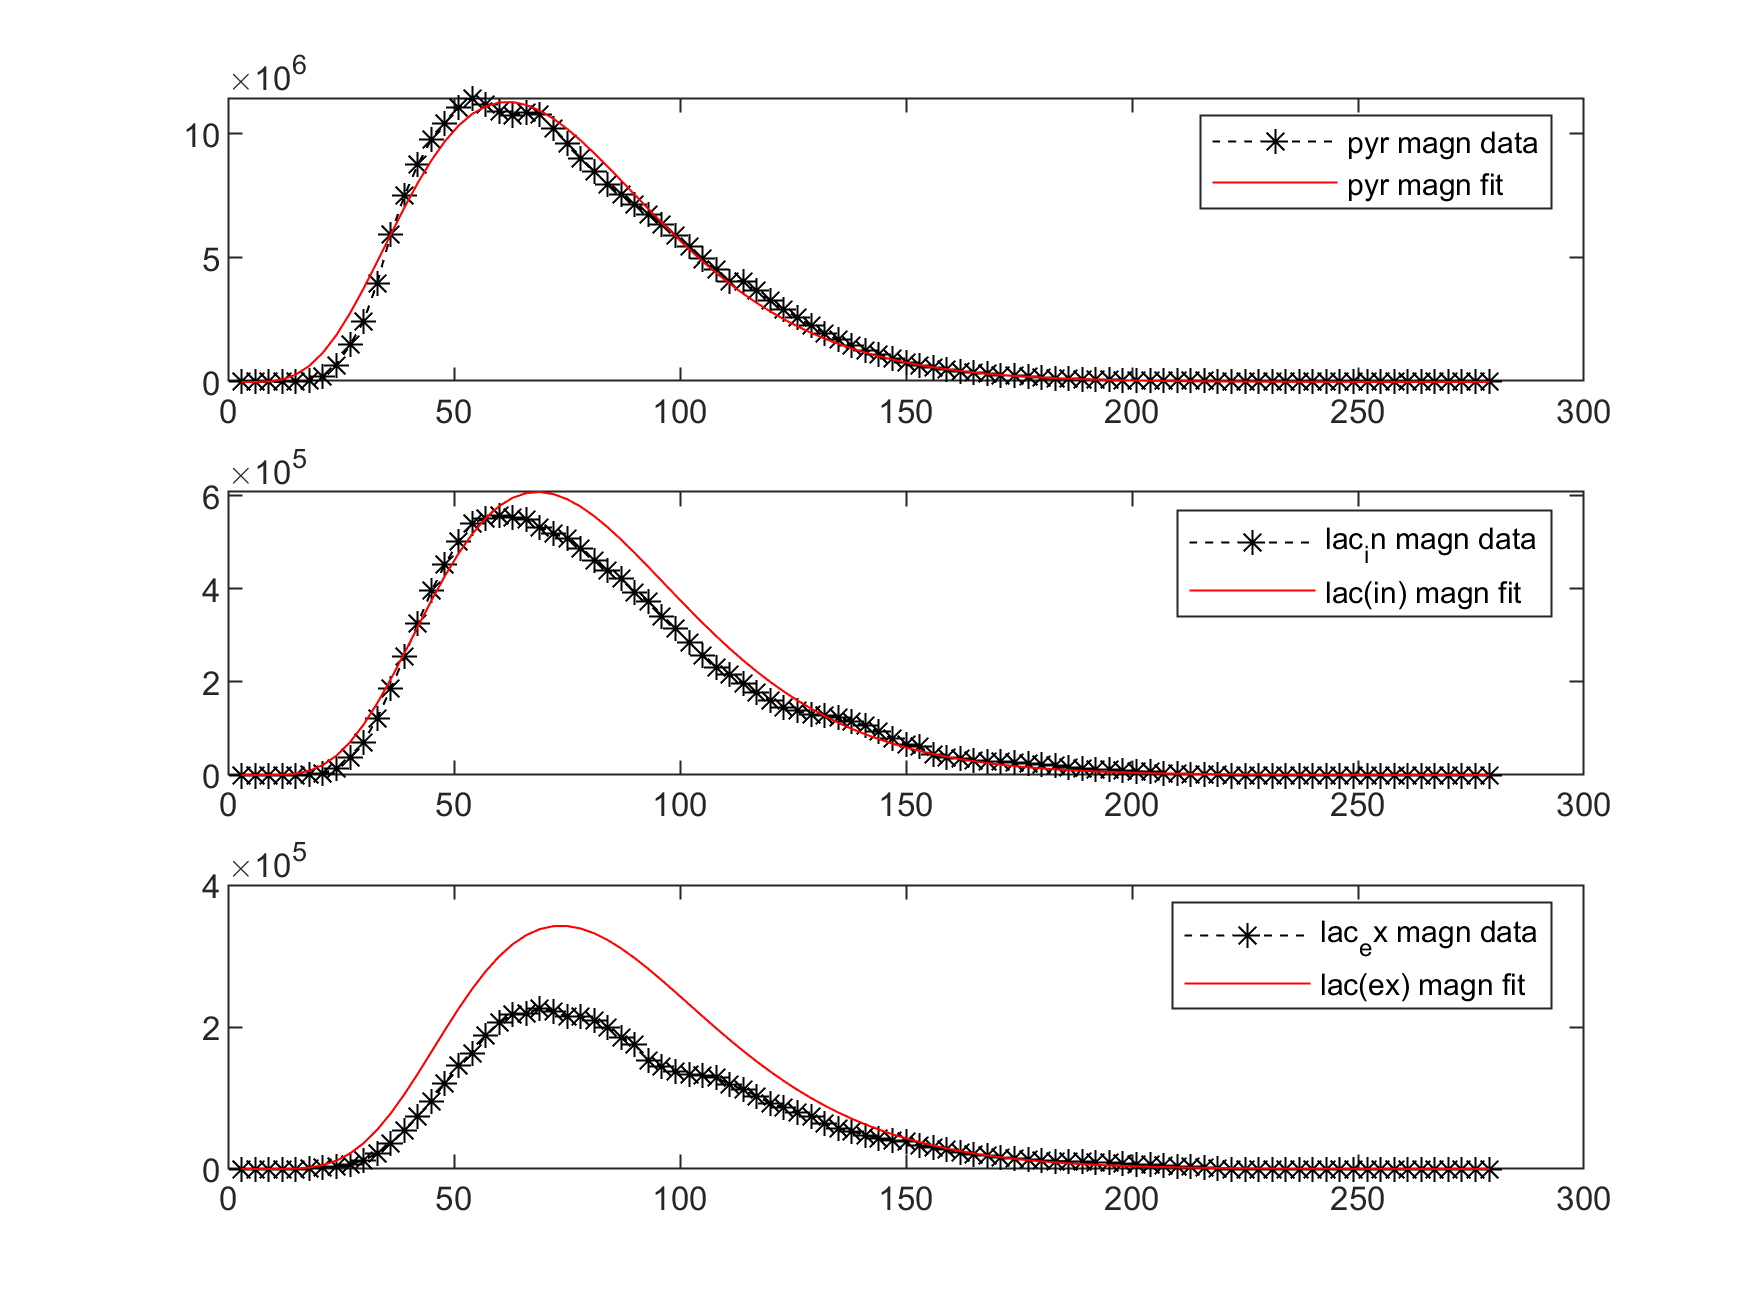 ×10^6
10
5
0
0 50 100 150 200 250 300
pyr magn data
pyr magn fit
×10^5
6
4
2
0
0 50 100 150 200 250 300
lac_in magn data
lac(in) magn fit
×10^5
4
2
0
0 50 100 150 200 250 300
lac_ex magn data
lac(ex) magn fit